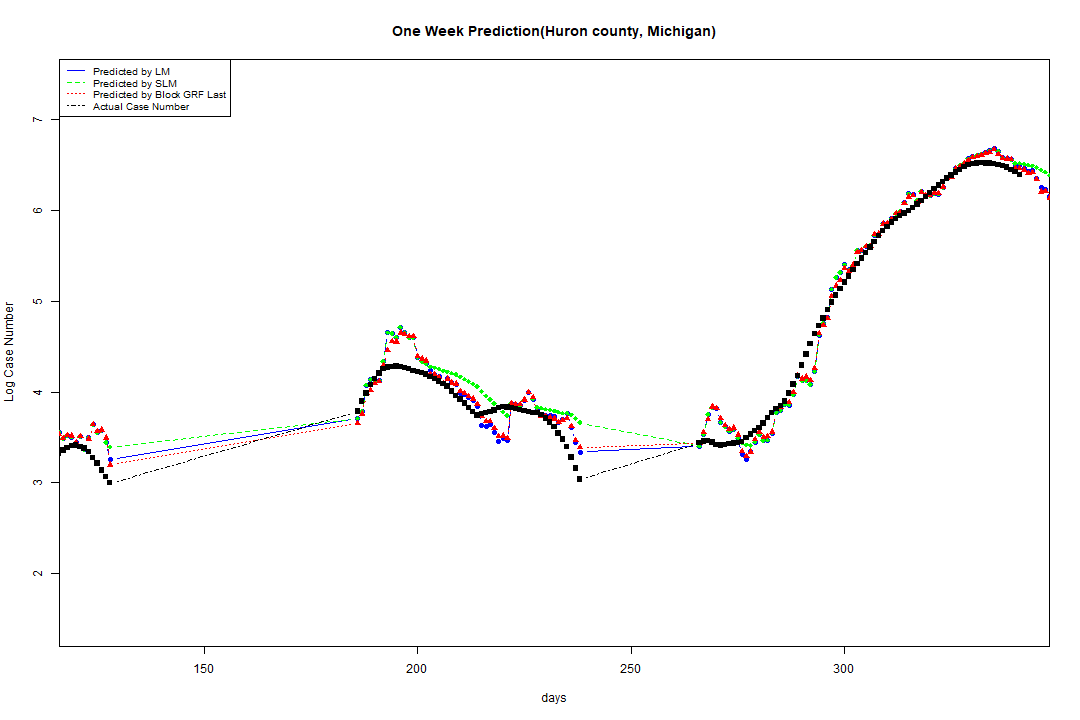 One Week Prediction(Huron county, Michigan)
Predicted by LM
Predicted by SLM
Predicted by Block GRF Last
Actual Case Number
7
6
5
4
3
2
Log Case Number
150
200
250
300
days